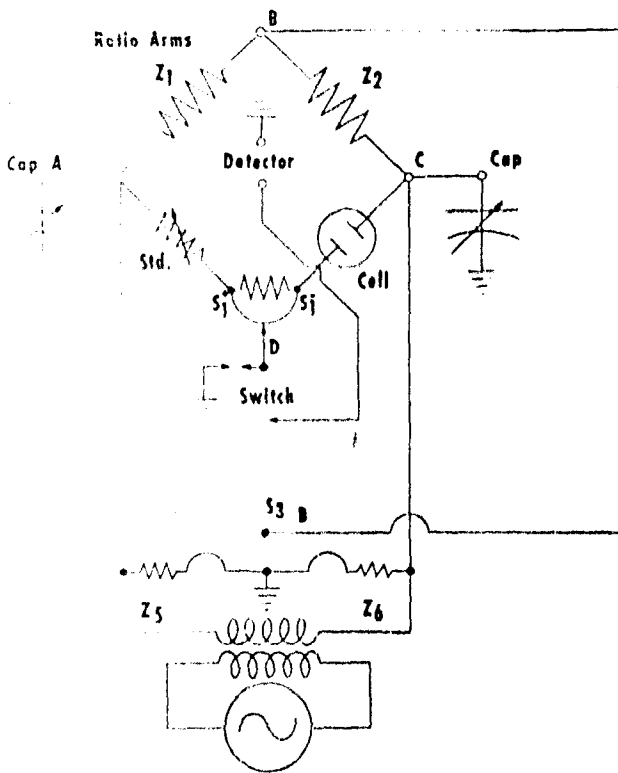 B
Ratio Arms
Z1
Z2
Cap A
Detector
C
Cap
Std.
Cell
S1
S1
D
Switch
S3 B
Z5
Z6